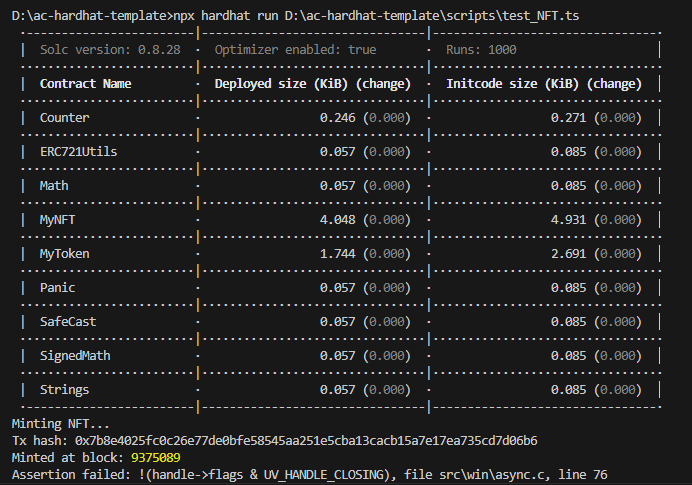 D:\ac-hardhat-template>npx hardhat run D:\ac-hardhat-template\scripts\test_NFT.ts
| Solc version: 0.8.28 · Optimizer enabled: true · Runs: 1000 |
| Contract Name · Deployed size (KiB) (change) · Initcode size (KiB) (change) |
| Counter · 0.246 (0.000) · 0.271 (0.000) |
| ERC721Utils · 0.057 (0.000) · 0.085 (0.000) |
| Math · 0.057 (0.000) · 0.085 (0.000) |
| MyNFT · 4.048 (0.000) · 4.931 (0.000) |
| MyToken · 1.744 (0.000) · 2.691 (0.000) |
| Panic · 0.057 (0.000) · 0.085 (0.000) |
| SafeCast · 0.057 (0.000) · 0.085 (0.000) |
| SignedMath · 0.057 (0.000) · 0.085 (0.000) |
| Strings · 0.057 (0.000) · 0.085 (0.000) |
Minting NFT...
Tx hash: 0x7b8e4025fc0c26e77de0bfe58545aa251e5cba13cacb15a7e17ea735cd7d06b6
Minted at block: 9375089
Assertion failed: !(handle->flags & UV_HANDLE_CLOSING), file src\win\async.c, line 76